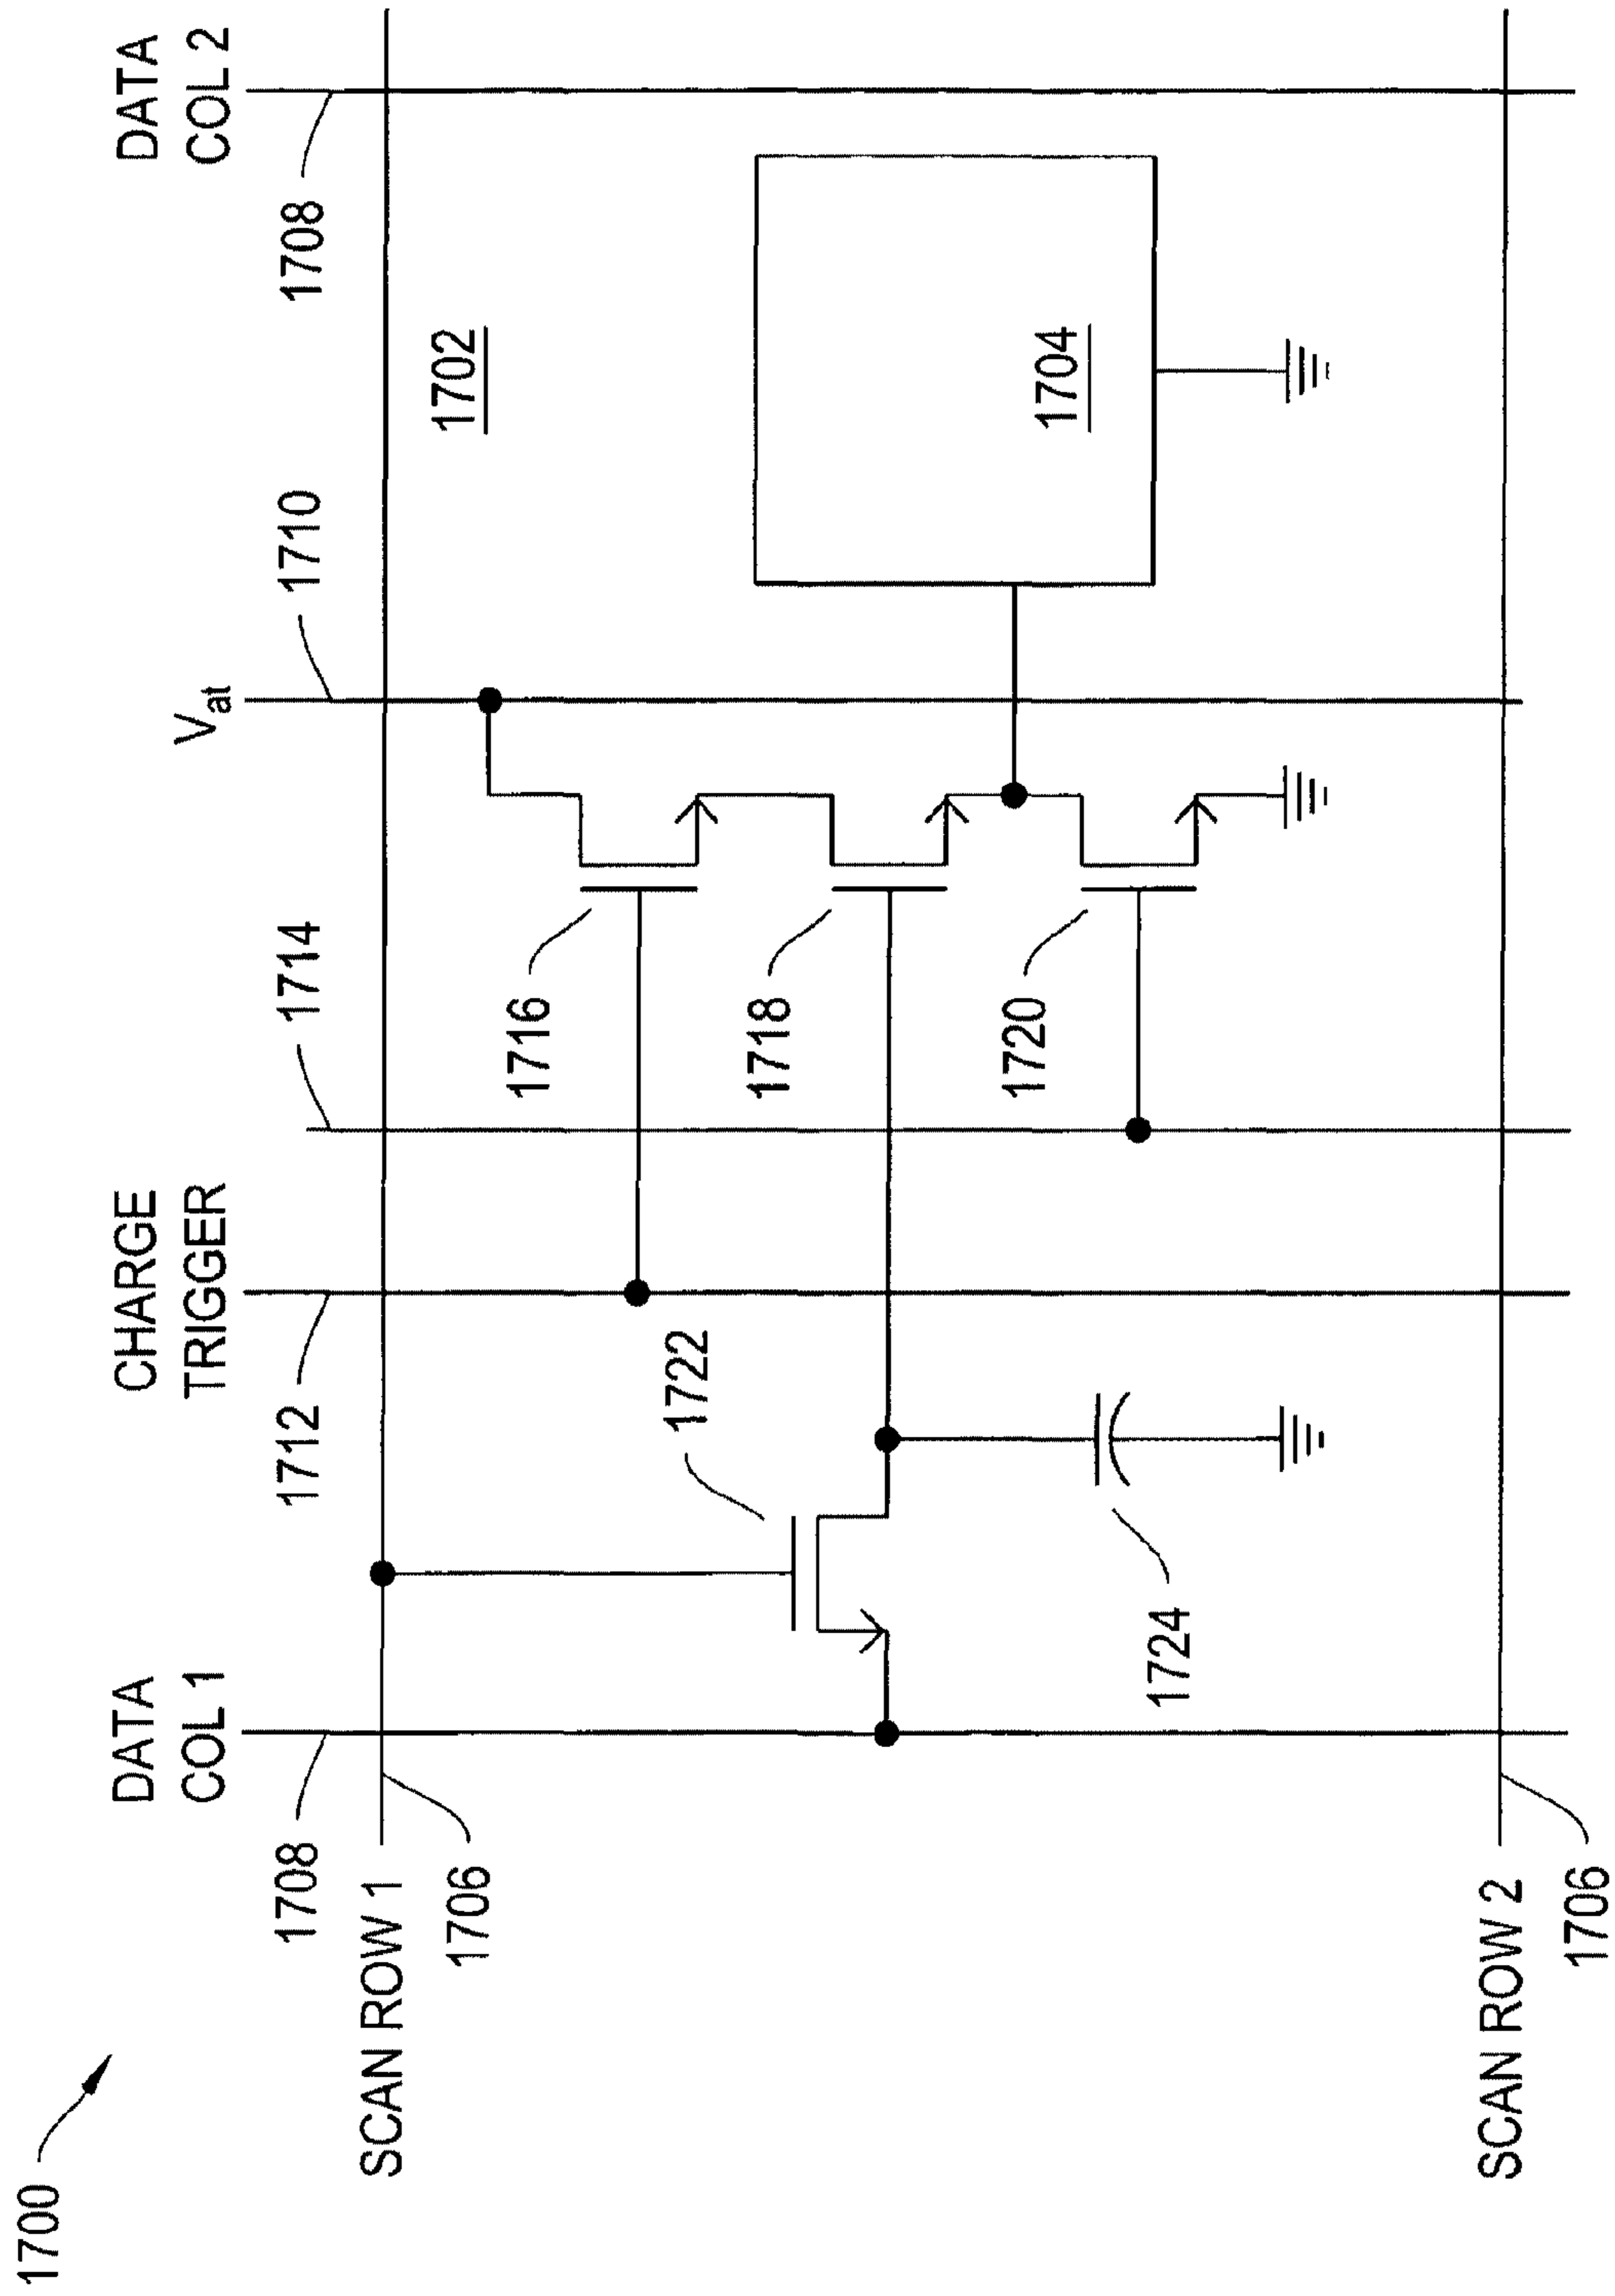 1700
DATA
COL 1
CHARGE
TRIGGER
V at
DATA
COL 2
1708
1712
1714
1710
1708
SCAN ROW 1
1706
1702
1716
1722
1718
1704
1720
1724
SCAN ROW 2
1706